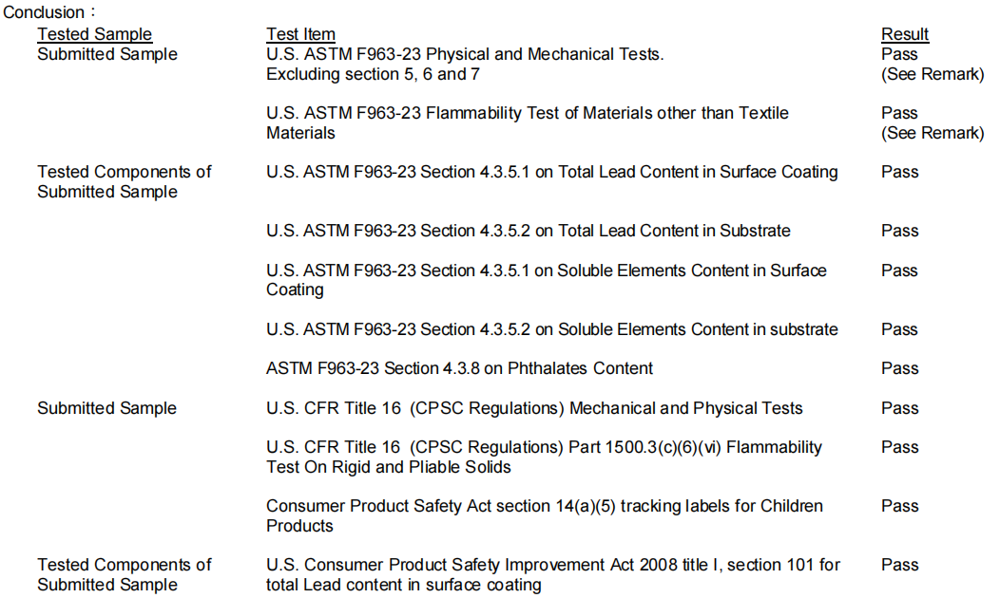 Conclusion：
Tested Sample Test Item Result
Submitted Sample U.S. ASTM F963-23 Physical and Mechanical Tests. Pass
Excluding section 5, 6 and 7 (See Remark)
U.S. ASTM F963-23 Flammability Test of Materials other than Textile Pass
Materials (See Remark)
Tested Components of U.S. ASTM F963-23 Section 4.3.5.1 on Total Lead Content in Surface Coating Pass
Submitted Sample
U.S. ASTM F963-23 Section 4.3.5.2 on Total Lead Content in Substrate Pass
U.S. ASTM F963-23 Section 4.3.5.1 on Soluble Elements Content in Surface Pass
Coating
U.S. ASTM F963-23 Section 4.3.5.2 on Soluble Elements Content in substrate Pass
ASTM F963-23 Section 4.3.8 on Phthalates Content Pass
Submitted Sample U.S. CFR Title 16 (CPSC Regulations) Mechanical and Physical Tests Pass
U.S. CFR Title 16 (CPSC Regulations) Part 1500.3(c)(6)(vi) Flammability Pass
Test On Rigid and Pliable Solids
Consumer Product Safety Act section 14(a)(5) tracking labels for Children Pass
Products
Tested Components of U.S. Consumer Product Safety Improvement Act 2008 title I, section 101 for Pass
Submitted Sample total Lead content in surface coating